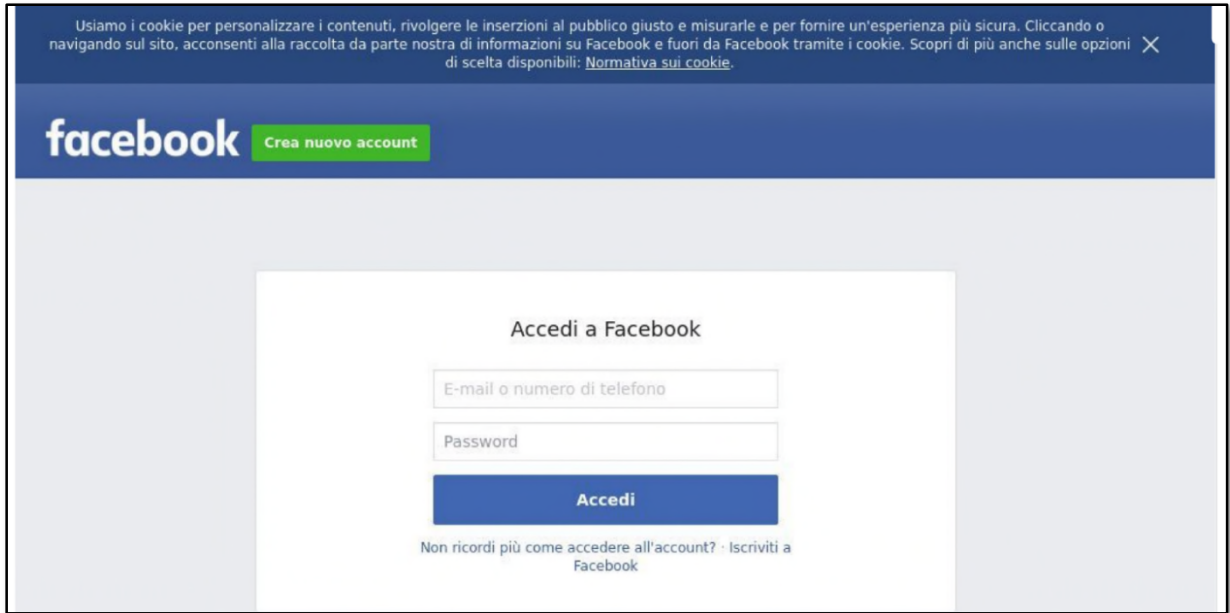 Usiamo i cookie per personalizzare i contenuti, rivolgere le inserzioni al pubblico giusto e misurarle e per fornire un'esperienza più sicura. Cliccando o
navigando sul sito, acconsenti alla raccolta da parte nostra di informazioni su Facebook e fuori da Facebook tramite i cookie. Scopri di più anche sulle opzioni
di scelta disponibili: Normativa sui cookie.
facebook Crea nuovo account
Accedi a Facebook
E-mail o numero di telefono
Password
Accedi
Non ricordi più come accedere all'account? · Iscriviti a
Facebook